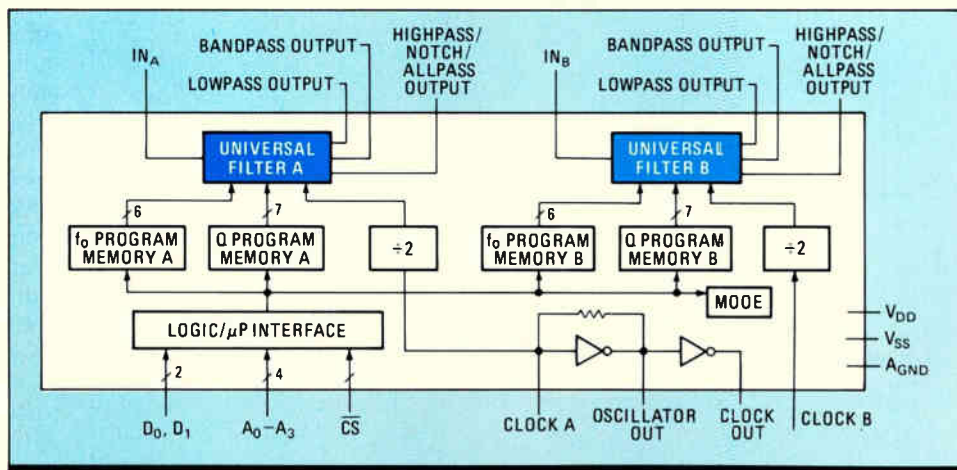 IN_A
BANDPASS OUTPUT
LOWPASS OUTPUT
HIGHPASS/
NOTCH/
ALLPASS
OUTPUT
IN_B
BANDPASS OUTPUT
LOWPASS OUTPUT
HIGHPASS/
NOTCH/
ALLPASS
OUTPUT
UNIVERSAL
FILTER A
UNIVERSAL
FILTER B
6
7
6
7
f₀ PROGRAM
MEMORY A
Q PROGRAM
MEMORY A
÷2
f₀ PROGRAM
MEMORY B
Q PROGRAM
MEMORY B
÷2
MODE
LOGIC/μP INTERFACE
V_DD
V_SS
A_GND
2
4
D₀, D₁
A₀–A₃
C̅S̅
CLOCK A
OSCILLATOR
OUT
CLOCK
OUT
CLOCK B